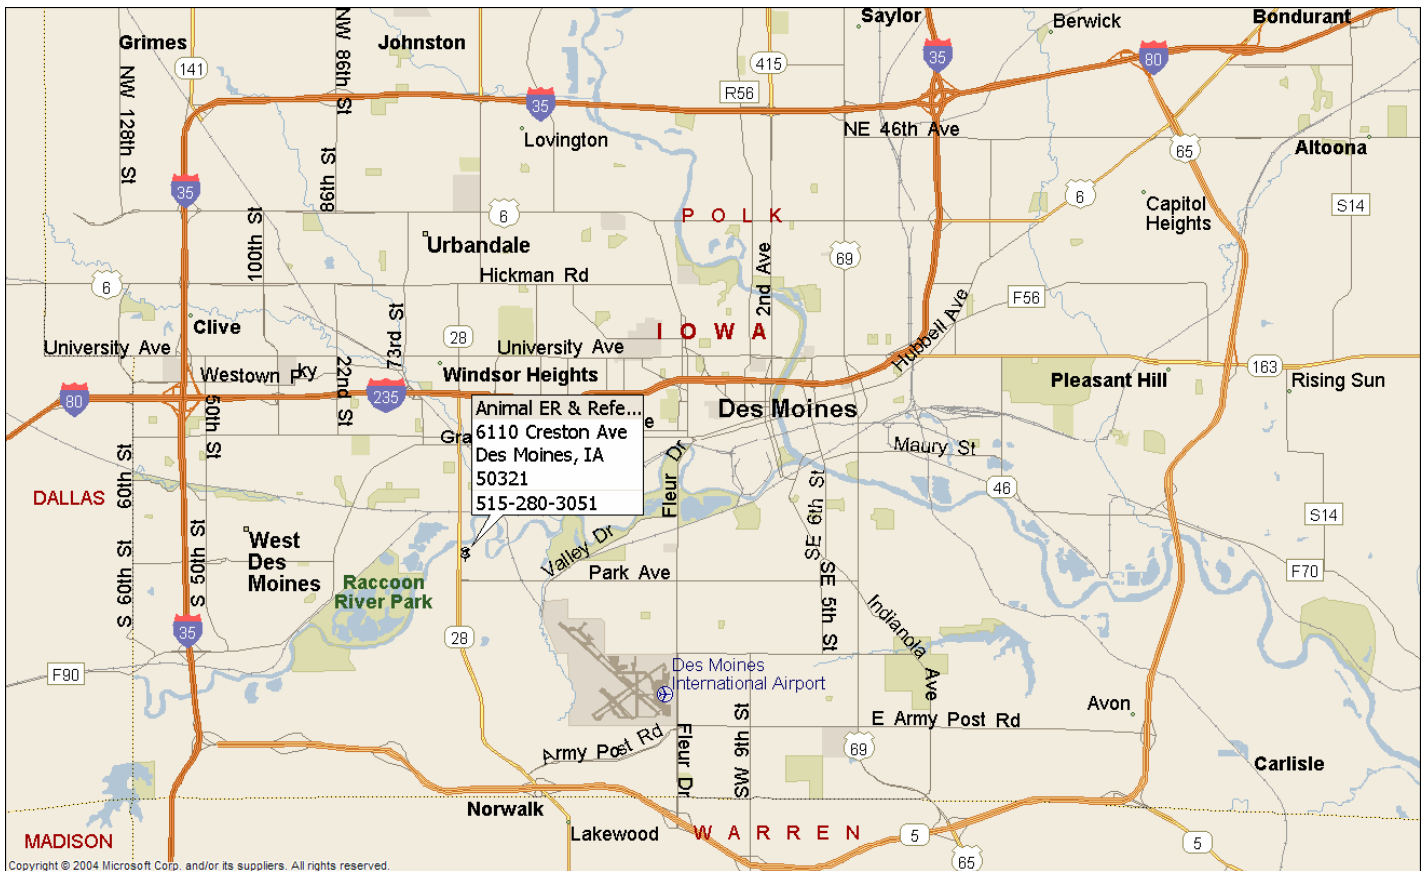 Saylor
Berwick
Bondurant
Grimes
Johnston
NW 86th St
141
415
35
80
R56
35
NW 128th St
Lovington
NE 46th Ave
65
Altoona
86th St
35
6
6
Capitol
Heights
S14
100th St
POLK
Urbandale
Hickman Rd
2nd Ave
69
6
F56
Clive
73rd St
28
IOWA
Hubbell Ave
University Ave
University Ave
22nd St
Westown Pky
Windsor Heights
163
Pleasant Hill
Rising Sun
80
235
50th St
Animal ER & Refe...
6110 Creston Ave
Des Moines, IA
50321
515-280-3051
Des Moines
Gra
e
Fleur Dr
Maury St
60th St
46
DALLAS
SE 6th St
S14
S 50th St
West
Des
Moines
Valley Dr
Park Ave
F70
S 60th St
Raccoon
River Park
SE 5th St
Indianola Ave
35
28
F90
Des Moines
International Airport
Avon
E Army Post Rd
Army Post Rd
Fleur Dr
SW 9th St
69
Carlisle
Norwalk
Lakewood
WARREN
5
5
MADISON
65
Copyright © 2004 Microsoft Corp. and/or its suppliers. All rights reserved.